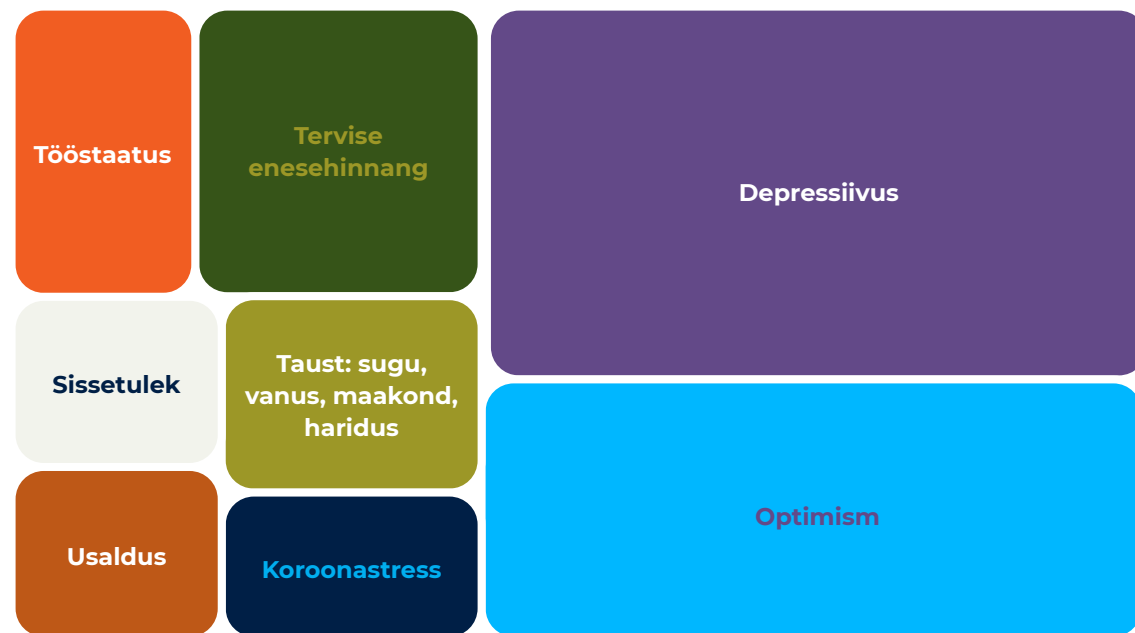 Tööstaatus
Tervise
enesehinnang
Depressiivus
Sissetulek
Taust: sugu,
vanus, maakond,
haridus
Usaldus
Koroonastress
Optimism